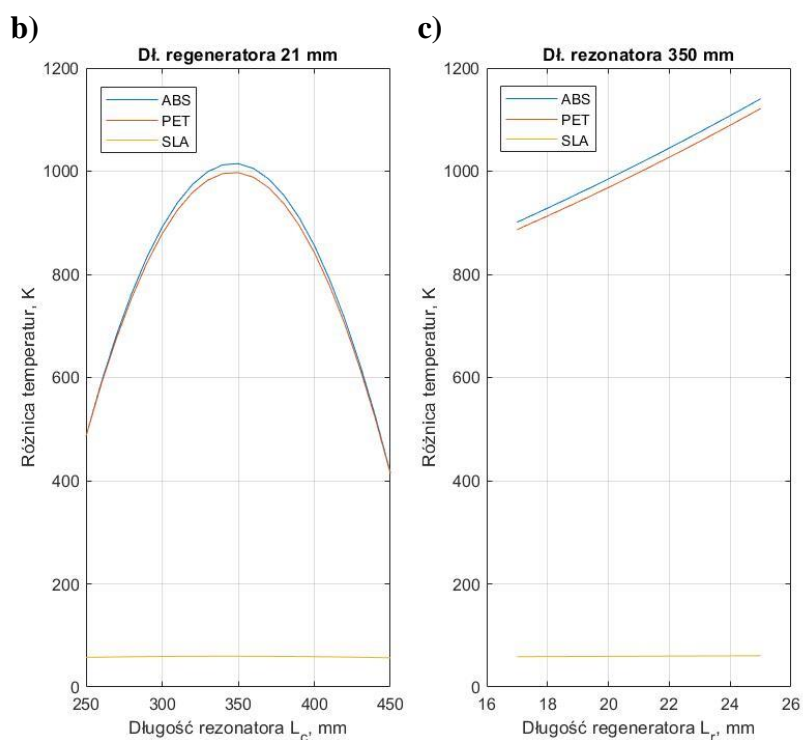 b)
Dł. regeneratora 21 mm
1200
1000
800
600
400
200
0
Różnica temperatur, K
ABS
PET
SLA
250 300 350 400 450
Długość rezonatora L_c, mm
c)
Dł. rezonatora 350 mm
1200
1000
800
600
400
200
0
Różnica temperatur, K
ABS
PET
SLA
16 18 20 22 24 26
Długość regeneratora L_r, mm